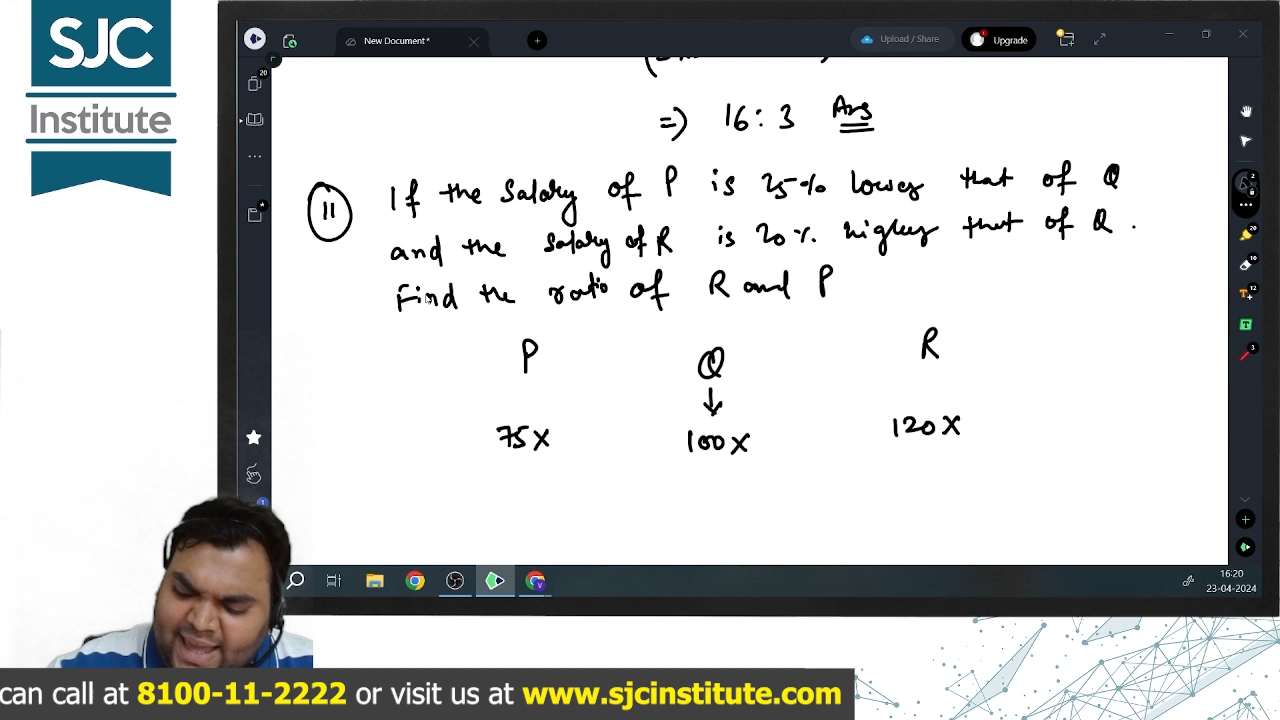 SJC
Institute
New Document*
Upload / Share
Upgrade
=) 16 : 3 Ans
11 If the Salary of P is 25% lower that of Q
and the salary of R is 20% higher that of Q .
Find the ratio of R and P
P Q R
75x 100x 120x
16:20
23-04-2024
can call at 8100-11-2222 or visit us at www.sjcinstitute.com